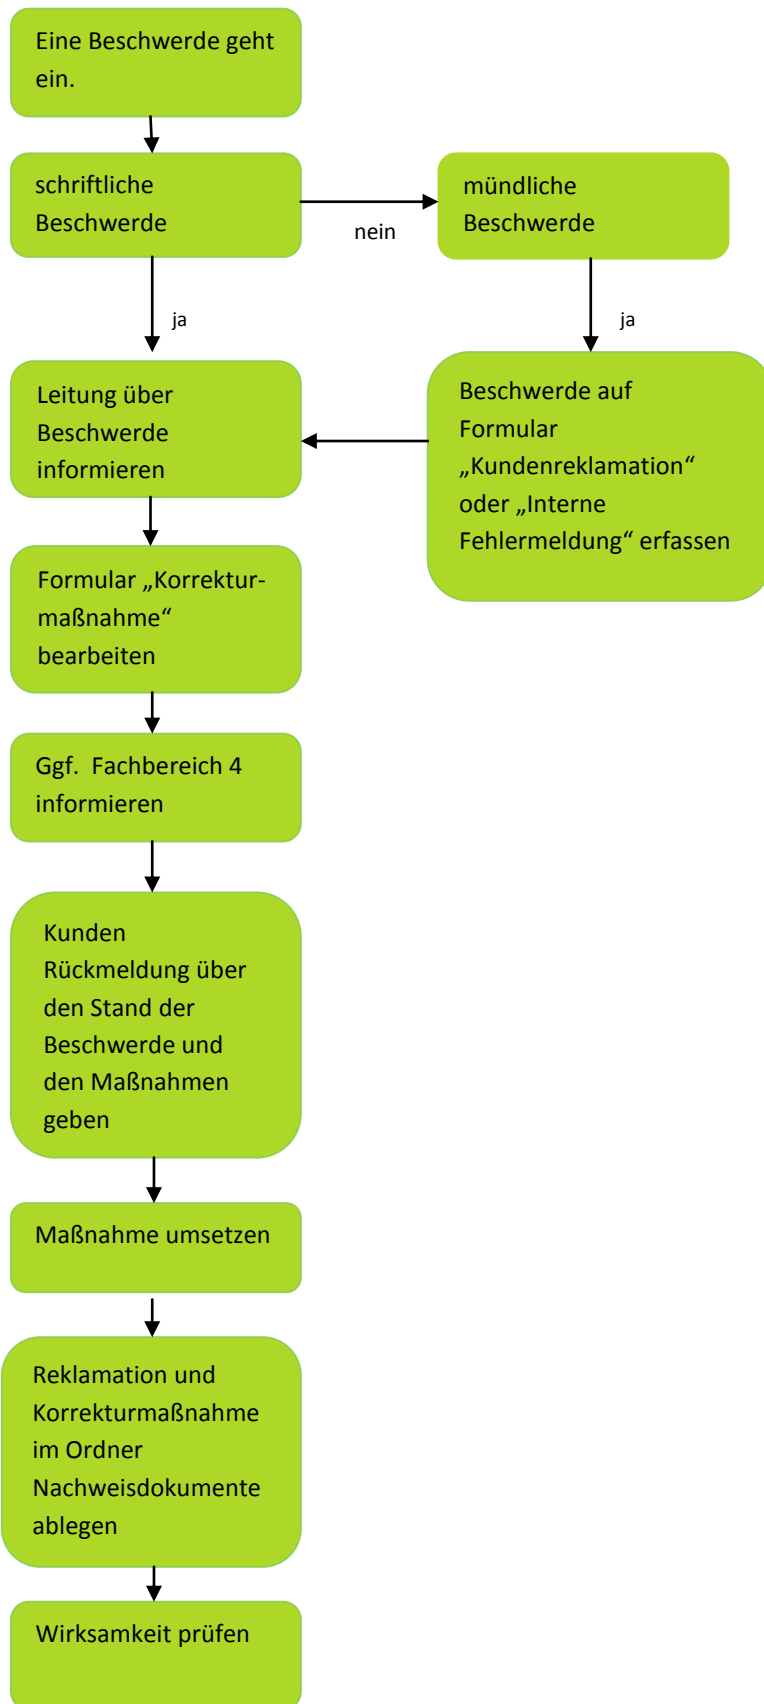 Eine Beschwerde geht
ein.
schriftliche
Beschwerde
nein
mündliche
Beschwerde
ja
ja
Leitung über
Beschwerde
informieren
Beschwerde auf
Formular
„Kundenreklamation“
oder „Interne
Fehlermeldung“ erfassen
Formular „Korrektur-
maßnahme“
bearbeiten
Ggf. Fachbereich 4
informieren
Kunden
Rückmeldung über
den Stand der
Beschwerde und
den Maßnahmen
geben
Maßnahme umsetzen
Reklamation und
Korrekturmaßnahme
im Ordner
Nachweisdokumente
ablegen
Wirksamkeit prüfen